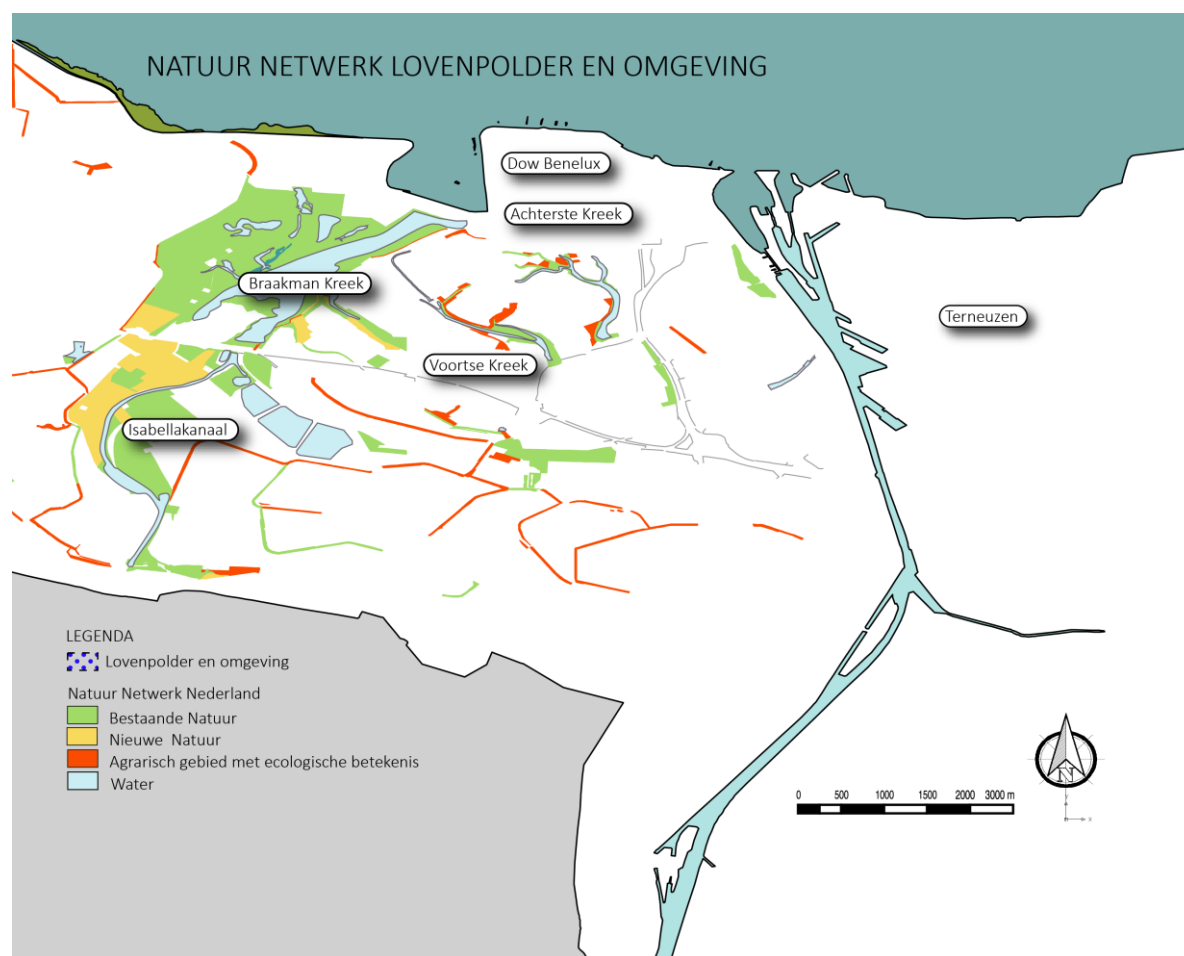 NATUUR NETWERK LOVENPOLDER EN OMGEVING
Dow Benelux
Achterste Kreek
Braakman Kreek
Terneuzen
Voortse Kreek
Isabellakanaal
LEGENDA
Lovenpolder en omgeving
Natuur Netwerk Nederland
Bestaande Natuur
Nieuwe Natuur
Agrarisch gebied met ecologische betekenis
Water
0 500 1000 1500 2000 3000 m
N
y
x